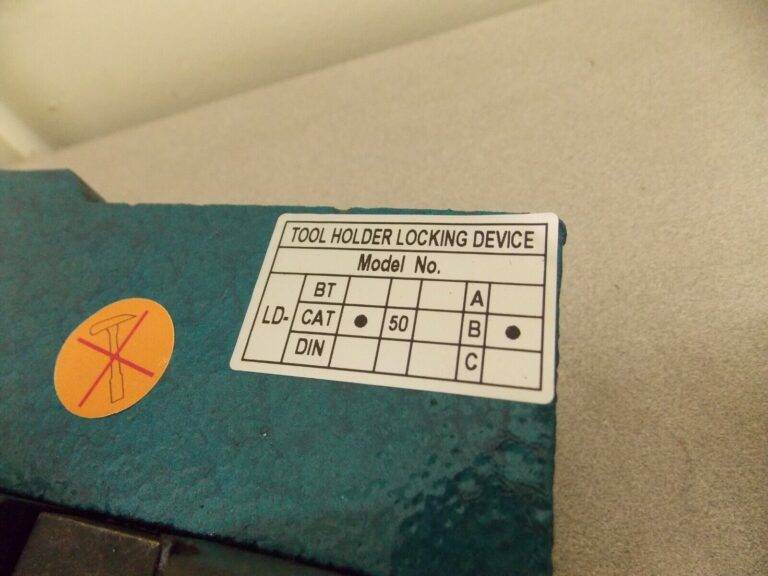 TOOL HOLDER LOCKING DEVICE
Model No.
BT A
LD- CAT ● 50 B ●
DIN C